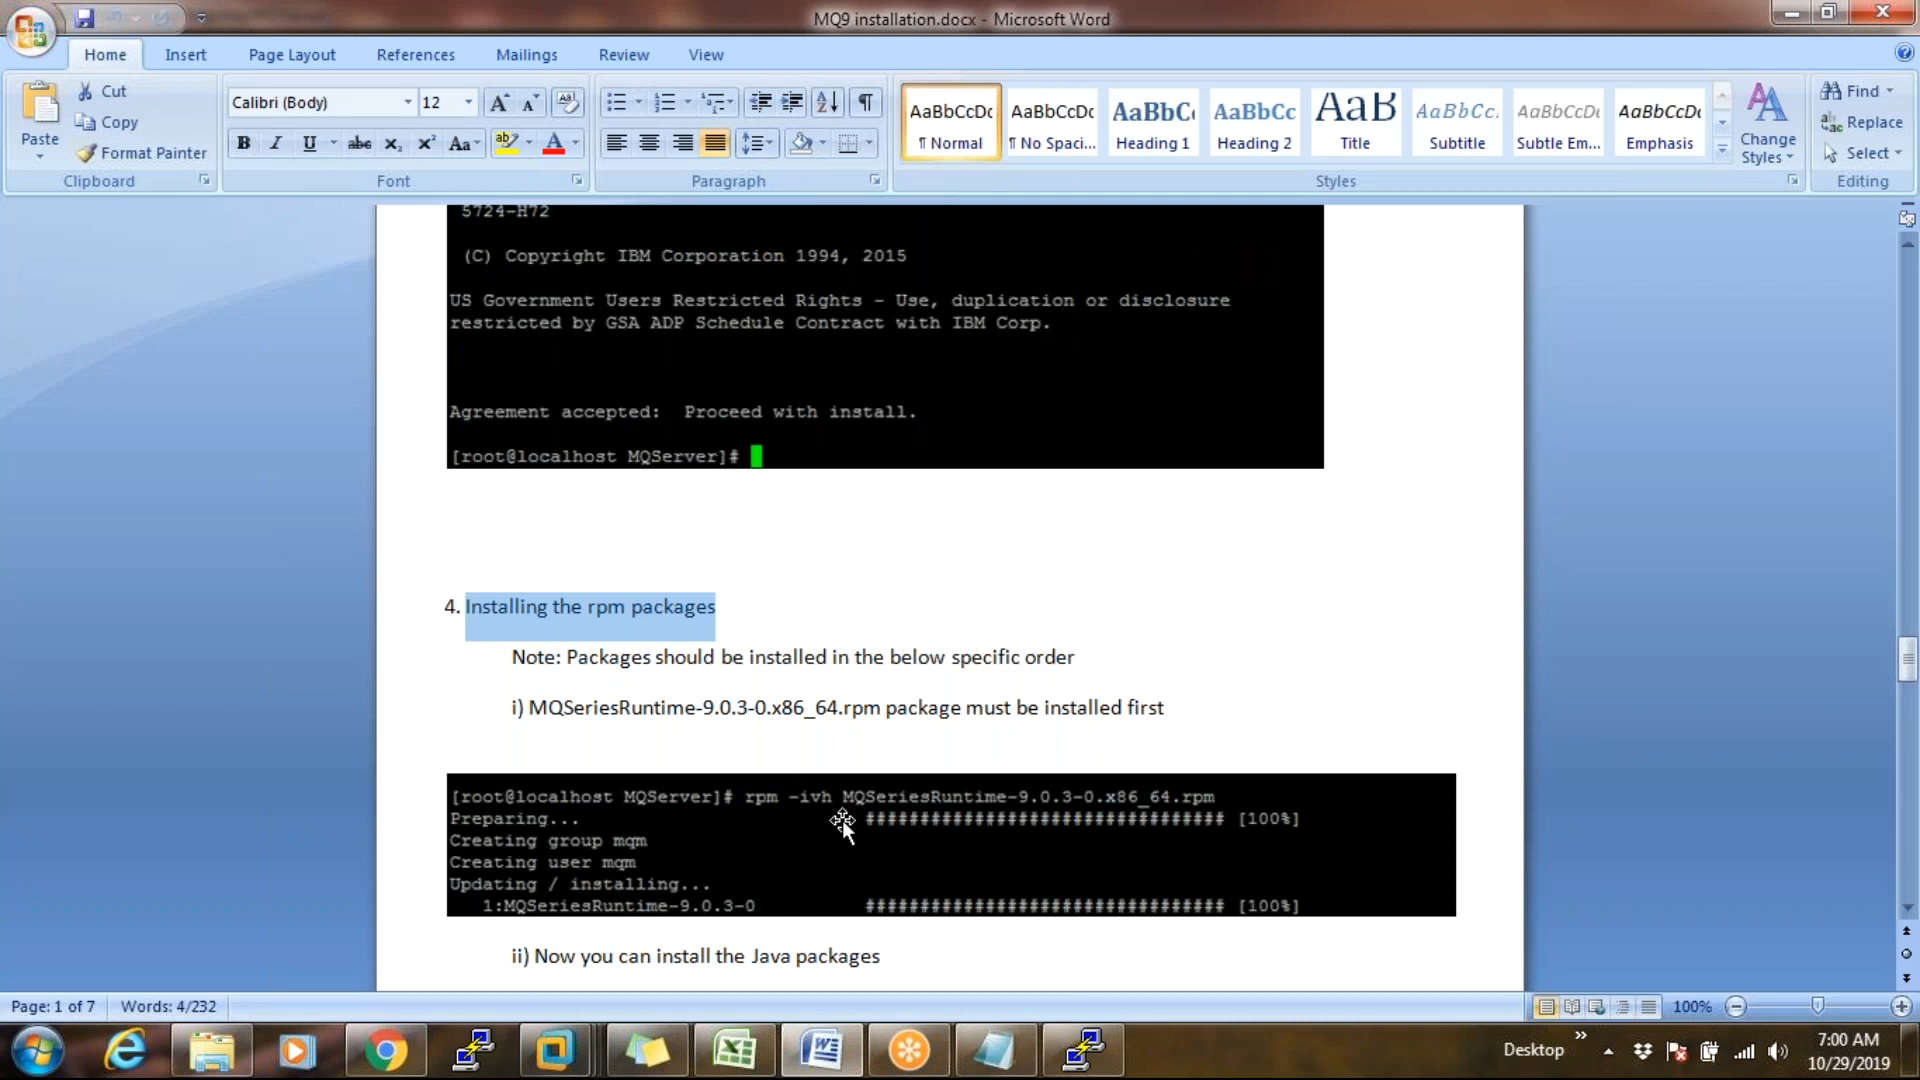 MQ9 installation.docx - Microsoft Word
Home Insert Page Layout References Mailings Review View
Paste
Cut
Copy
Format Painter
Clipboard
Calibri (Body) 12
Font
Paragraph
AaBbCcDc AaBbCcDc AaBbC AaBbCc AaB AaBbCc. AaBbCcDc AaBbCcDc
¶ Normal ¶ No Spaci... Heading 1 Heading 2 Title Subtitle Subtle Em... Emphasis
Change
Styles
Styles
Find
Replace
Select
Editing
5724-H72
(C) Copyright IBM Corporation 1994, 2015
US Government Users Restricted Rights - Use, duplication or disclosure
restricted by GSA ADP Schedule Contract with IBM Corp.
Agreement accepted: Proceed with install.
[root@localhost MQServer]#
4. Installing the rpm packages
Note: Packages should be installed in the below specific order
i) MQSeriesRuntime-9.0.3-0.x86_64.rpm package must be installed first
[root@localhost MQServer]# rpm -ivh MQSeriesRuntime-9.0.3-0.x86_64.rpm
Preparing... ################################# [100%]
Creating group mqm
Creating user mqm
Updating / installing...
1:MQSeriesRuntime-9.0.3-0 ################################# [100%]
ii) Now you can install the Java packages
Page: 1 of 7 Words: 4/232
100%
Desktop
7:00 AM
10/29/2019